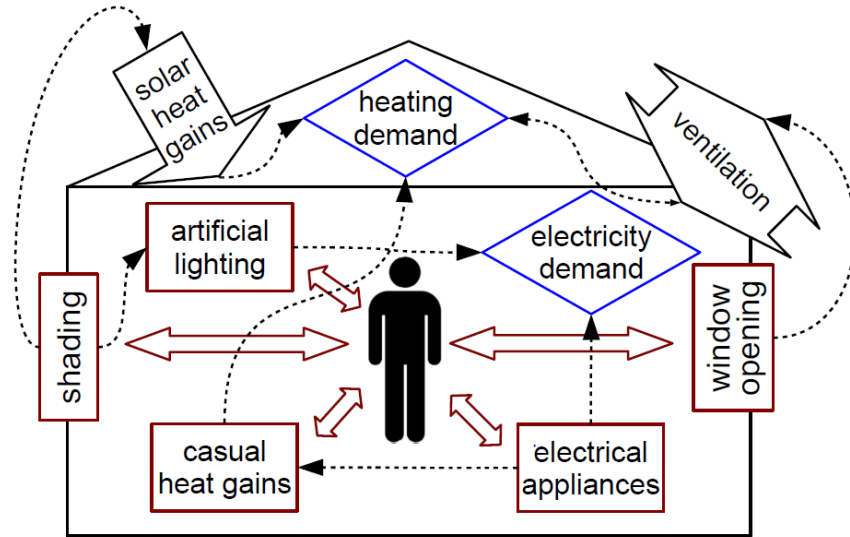 solar
heat
gains
heating
demand
ventilation
artificial
lighting
electricity
demand
shading
window
opening
casual
heat gains
electrical
appliances